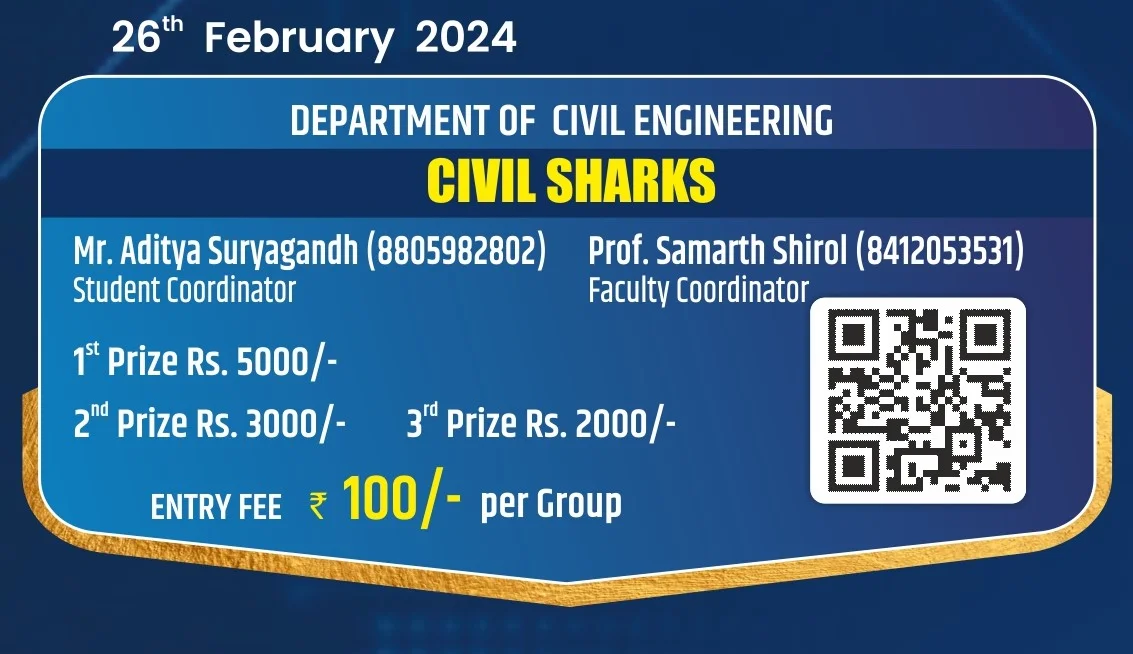 26th February 2024
DEPARTMENT OF CIVIL ENGINEERING
CIVIL SHARKS
Mr. Aditya Suryagandh (8805982802) Prof. Samarth Shirol (8412053531)
Student Coordinator Faculty Coordinator
1st Prize Rs. 5000/-
2nd Prize Rs. 3000/- 3rd Prize Rs. 2000/-
ENTRY FEE ₹ 100/- per Group